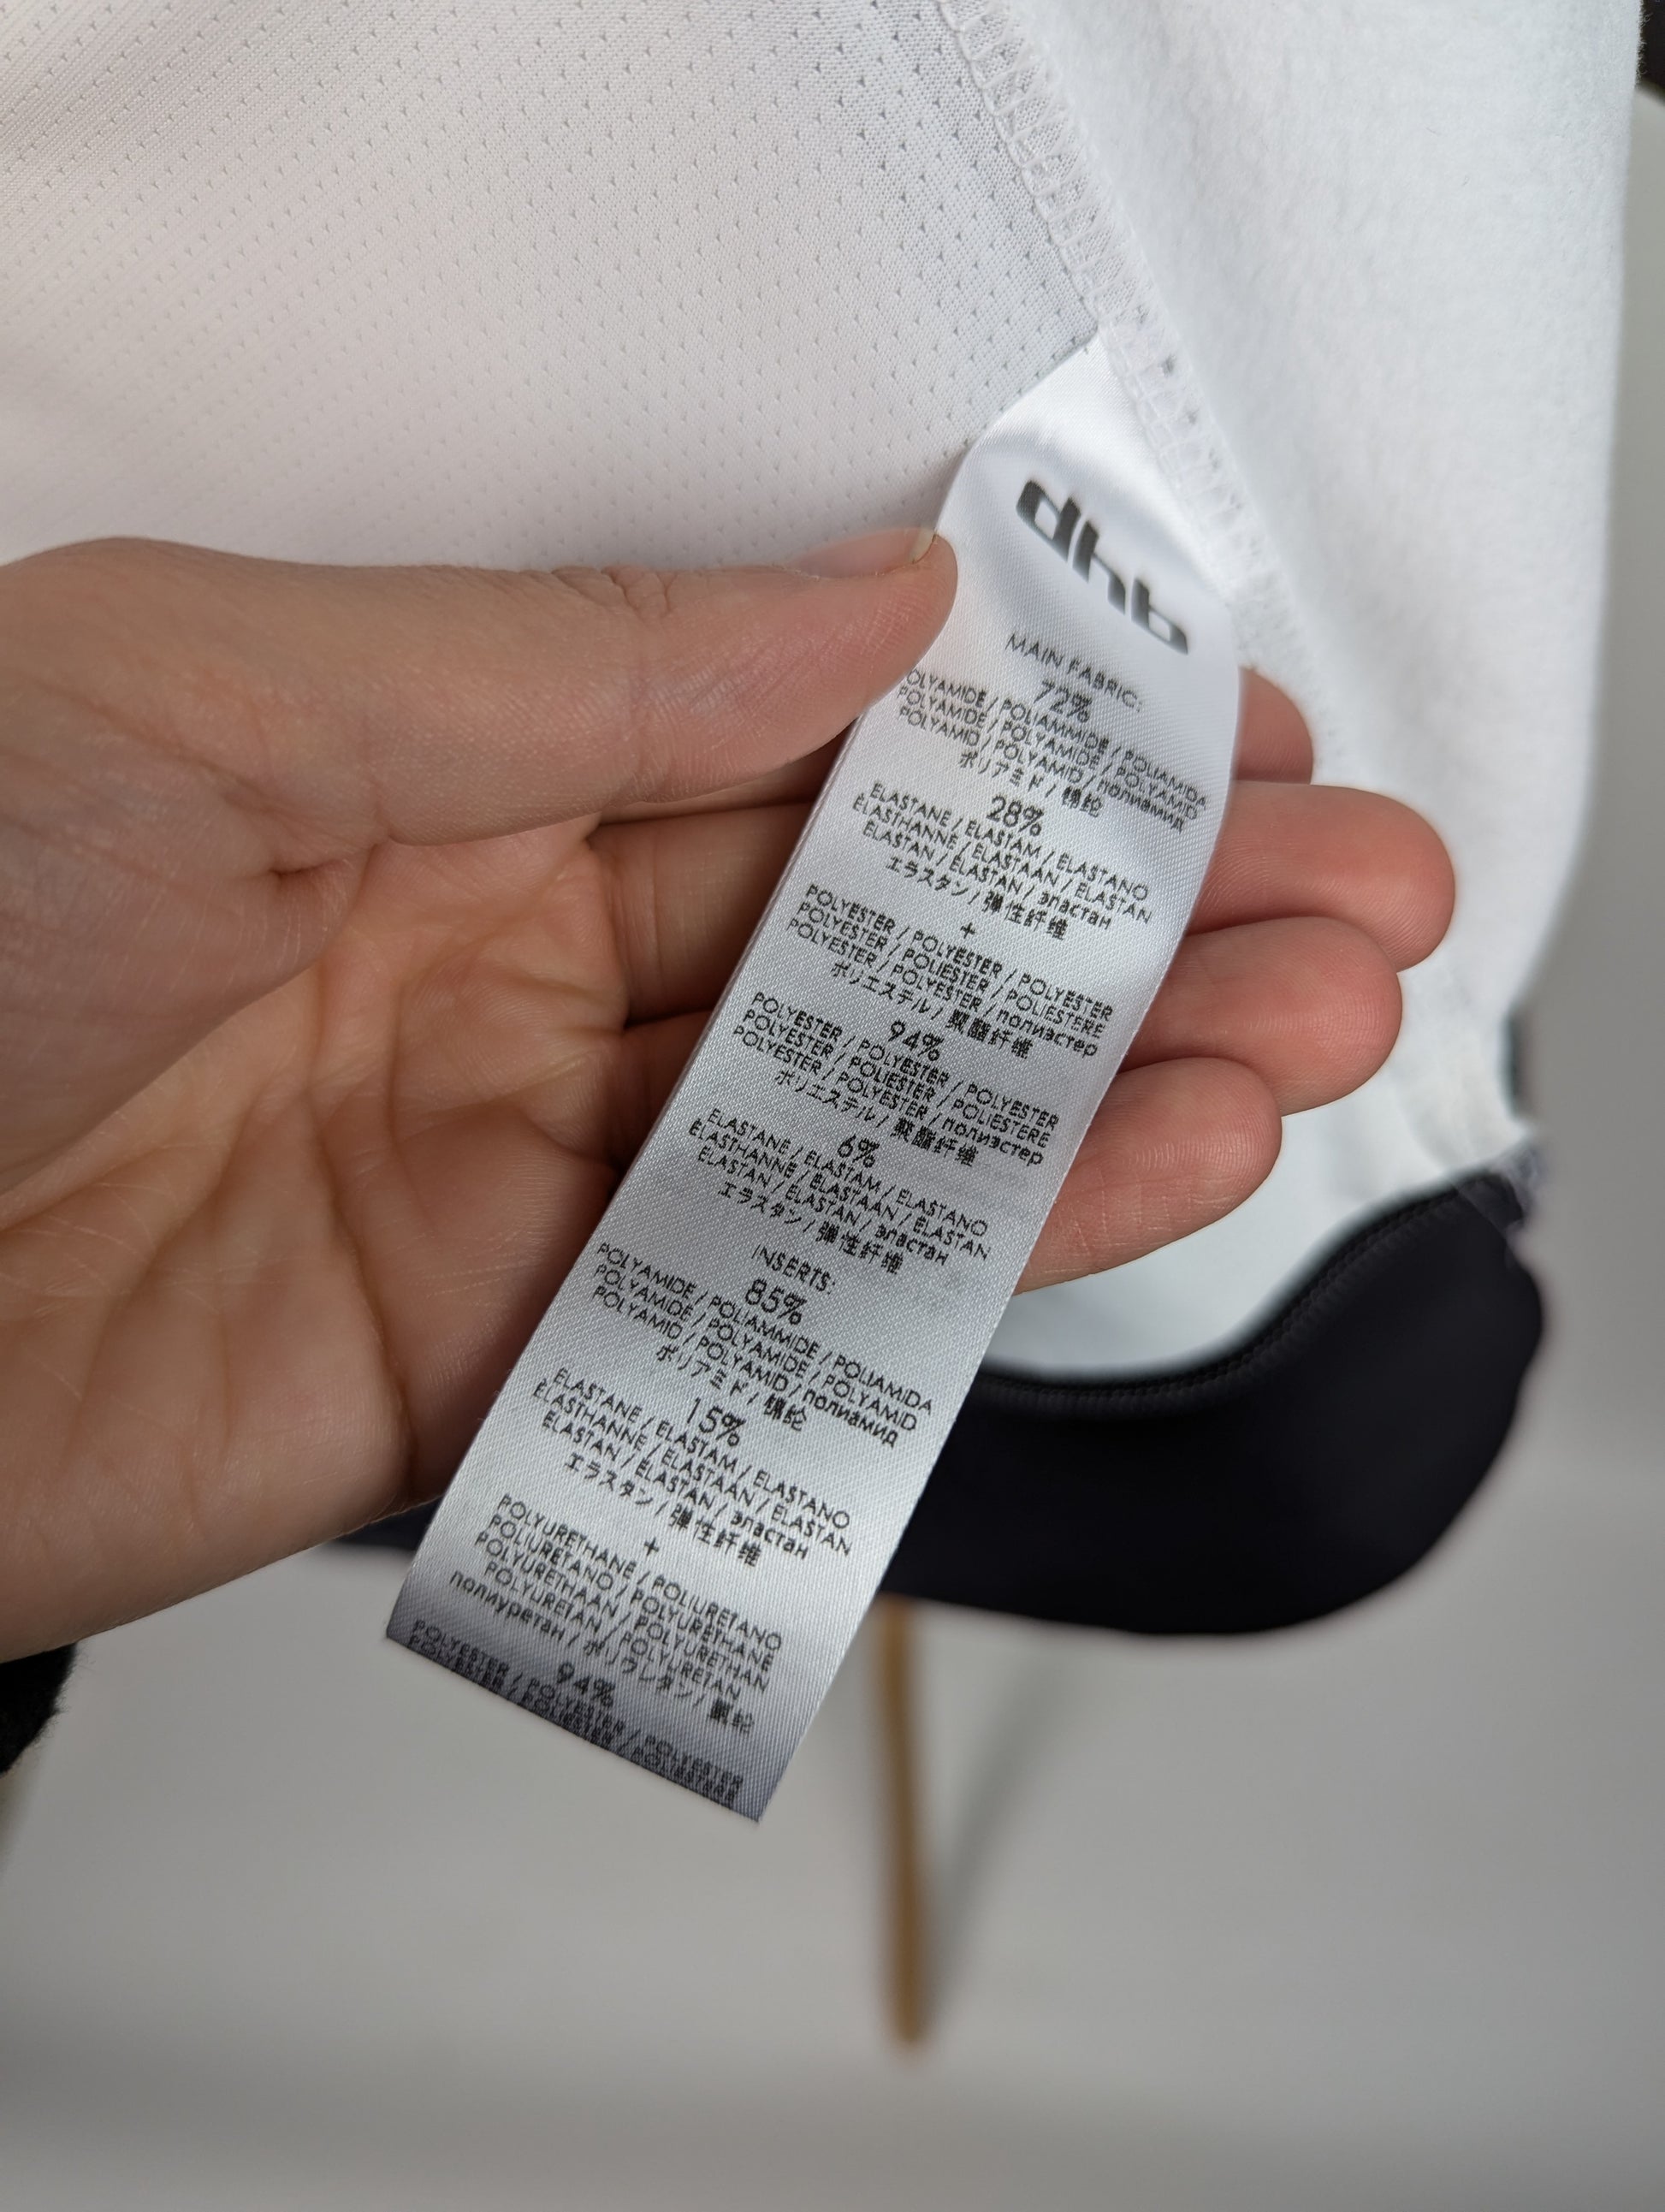 dhb
MAIN FABRIC:
72%
POLYAMIDE / POLIAMMIDE / POLIAMIDA
POLYAMIDE / POLYAMIDE / POLYAMID
POLYAMID / POLYAMID / полиамид
ポリアミド / 锦纶
28%
ELASTANE / ELASTAM / ELASTANO
ELASTHANNE / ELASTAAN / ELASTAN
ELASTAN / ELASTAN / эластан
エラスタン / 弹性纤维
+
POLYESTER / POLYESTER / POLYESTER
POLYESTER / POLIESTER / POLIESTERE
POLYESTER / POLYESTER / полиэстер
ポリエステル / 聚酯纤维
94%
POLYESTER / POLYESTER / POLYESTER
POLYESTER / POLIESTER / POLIESTERE
OLYESTER / POLYESTER / полиэстер
ポリエステル / 聚酯纤维
6%
ELASTANE / ELASTAM / ELASTANO
ELASTHANNE / ELASTAAN / ELASTAN
ELASTAN / ELASTAN / эластан
エラスタン / 弹性纤维
INSERTS:
85%
POLYAMIDE / POLIAMMIDE / POLIAMIDA
POLYAMIDE / POLYAMIDE / POLYAMID
POLYAMID / POLYAMID / полиамид
ポリアミド / 锦纶
15%
ELASTANE / ELASTAM / ELASTANO
ELASTHANNE / ELASTAAN / ELASTAN
ELASTAN / ELASTAN / эластан
エラスタン / 弹性纤维
+
POLYURETHANE / POLIURETANO
POLIURETANO / POLYURETHANE
POLYURETHAAN / POLYURETHAN
POLYURETAN / POLYURETAN
полиуретан / ポリウレタン / 聚纶
94%
POLYESTER / POLYESTER / POLYESTER